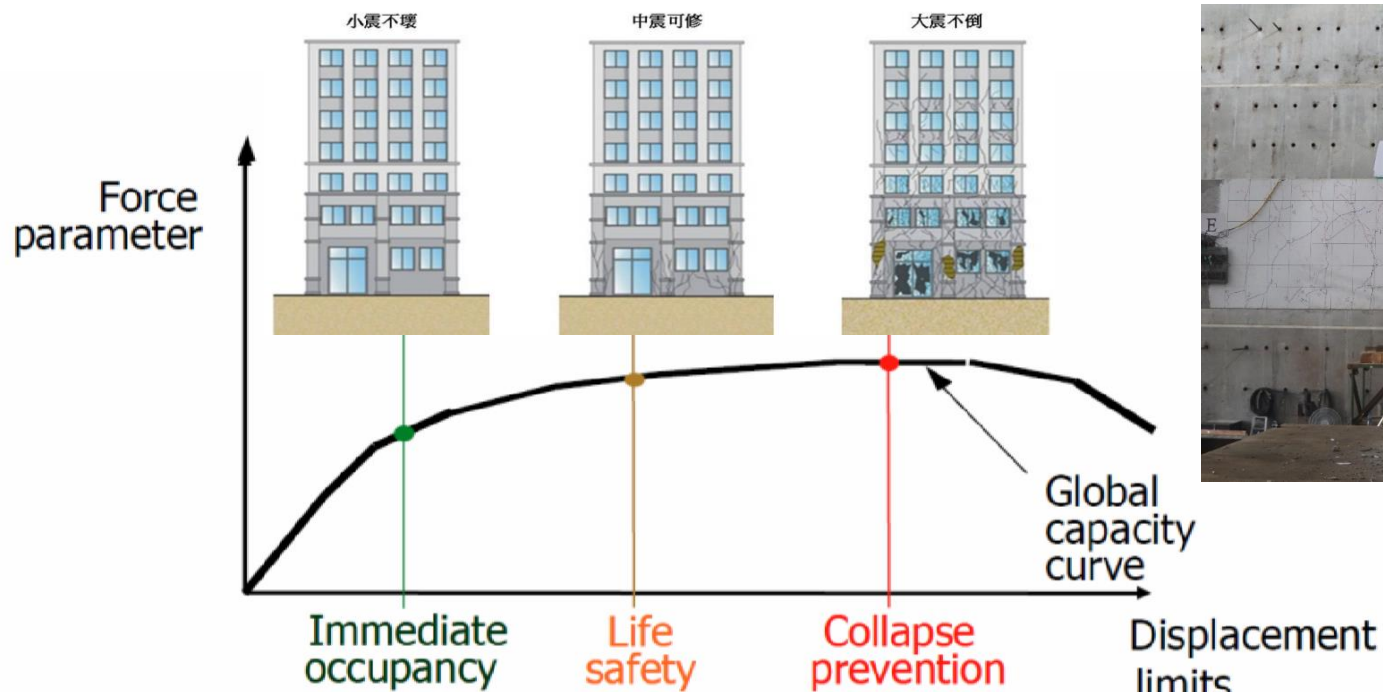 小震不壞
中震可修
大震不倒
Force
parameter
E
Global
capacity
curve
Immediate
occupancy
Life
safety
Collapse
prevention
Displacement
limits